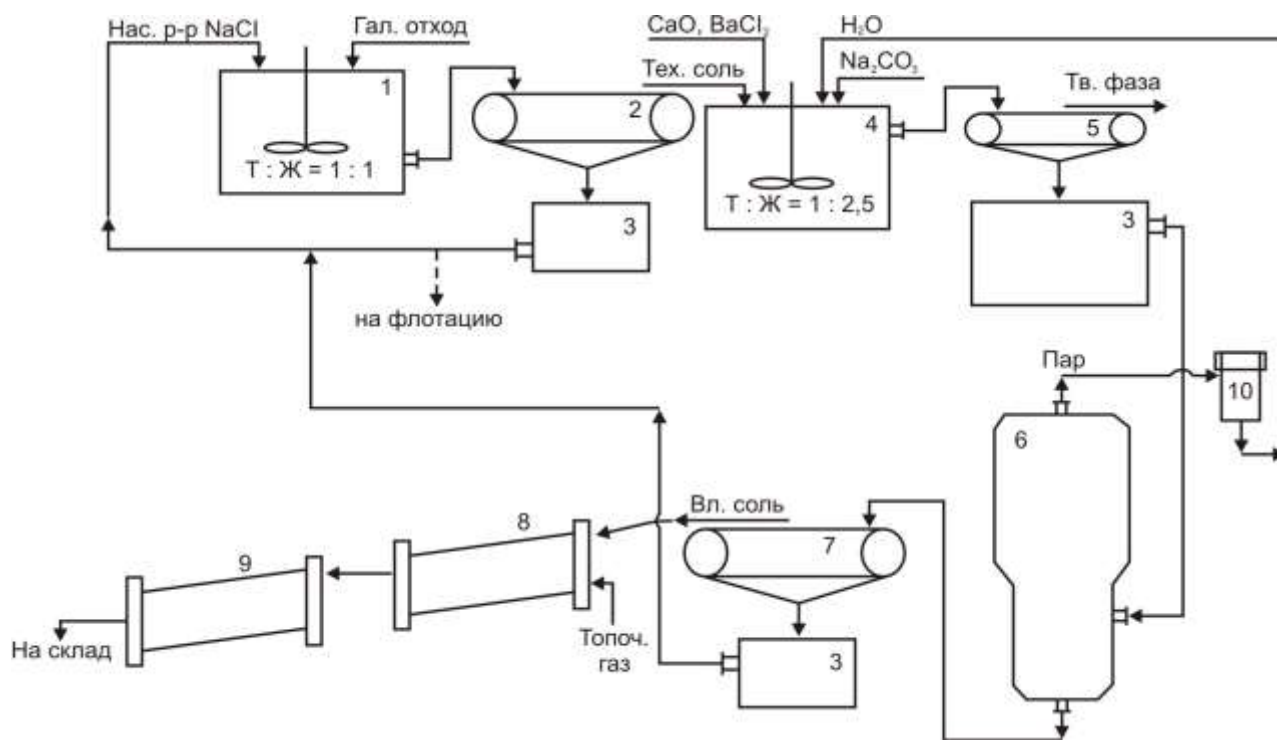 Нас. р-р NaCl
Гал. отход
CaO, BaCl₂
H₂O
Тех. соль
Na₂CO₃
Тв. фаза
1
2
4
5
Т : Ж = 1 : 1
Т : Ж = 1 : 2,5
3
3
на флотацию
Пар
10
6
Вл. соль
8
7
9
На склад
Топоч.
газ
3